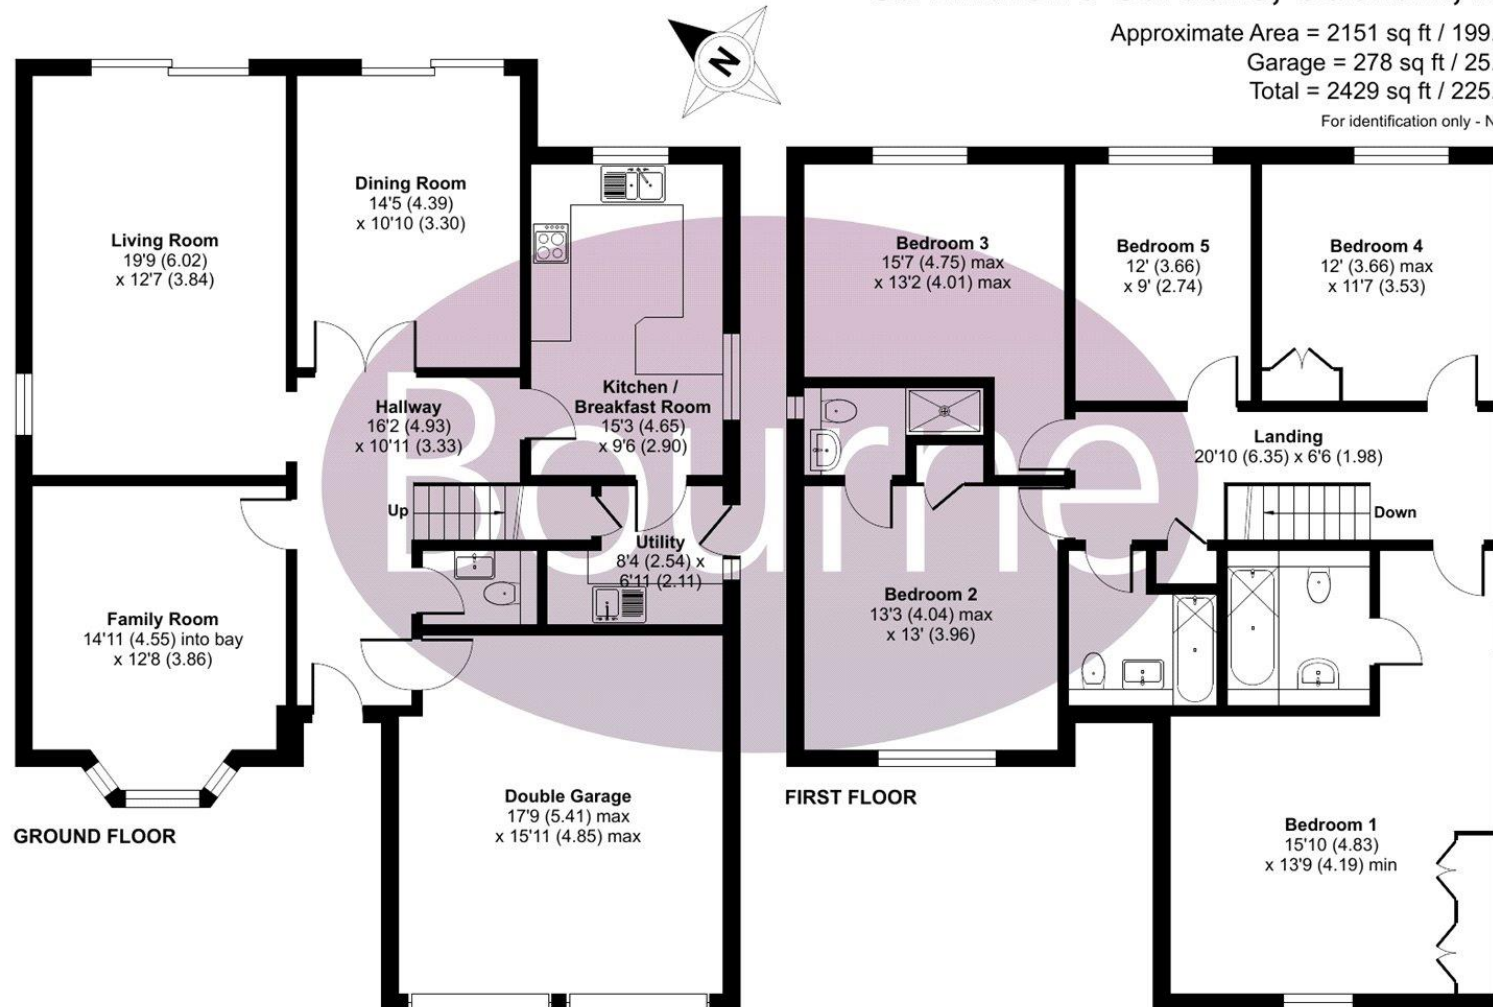 Approximate Area = 2151 sq ft / 199.
Garage = 278 sq ft / 25.
Total = 2429 sq ft / 225.
For identification only - N
N
Living Room
19'9 (6.02)
x 12'7 (3.84)
Dining Room
14'5 (4.39)
x 10'10 (3.30)
Kitchen /
Breakfast Room
15'3 (4.65)
x 9'6 (2.90)
Hallway
16'2 (4.93)
x 10'11 (3.33)
Up
Utility
8'4 (2.54) x
6'11 (2.11)
Family Room
14'11 (4.55) into bay
x 12'8 (3.86)
Double Garage
17'9 (5.41) max
x 15'11 (4.85) max
GROUND FLOOR
Bourne
Bedroom 3
15'7 (4.75) max
x 13'2 (4.01) max
Bedroom 5
12' (3.66)
x 9' (2.74)
Bedroom 4
12' (3.66) max
x 11'7 (3.53)
Landing
20'10 (6.35) x 6'6 (1.98)
Down
Bedroom 2
13'3 (4.04) max
x 13' (3.96)
Bedroom 1
15'10 (4.83)
x 13'9 (4.19) min
FIRST FLOOR